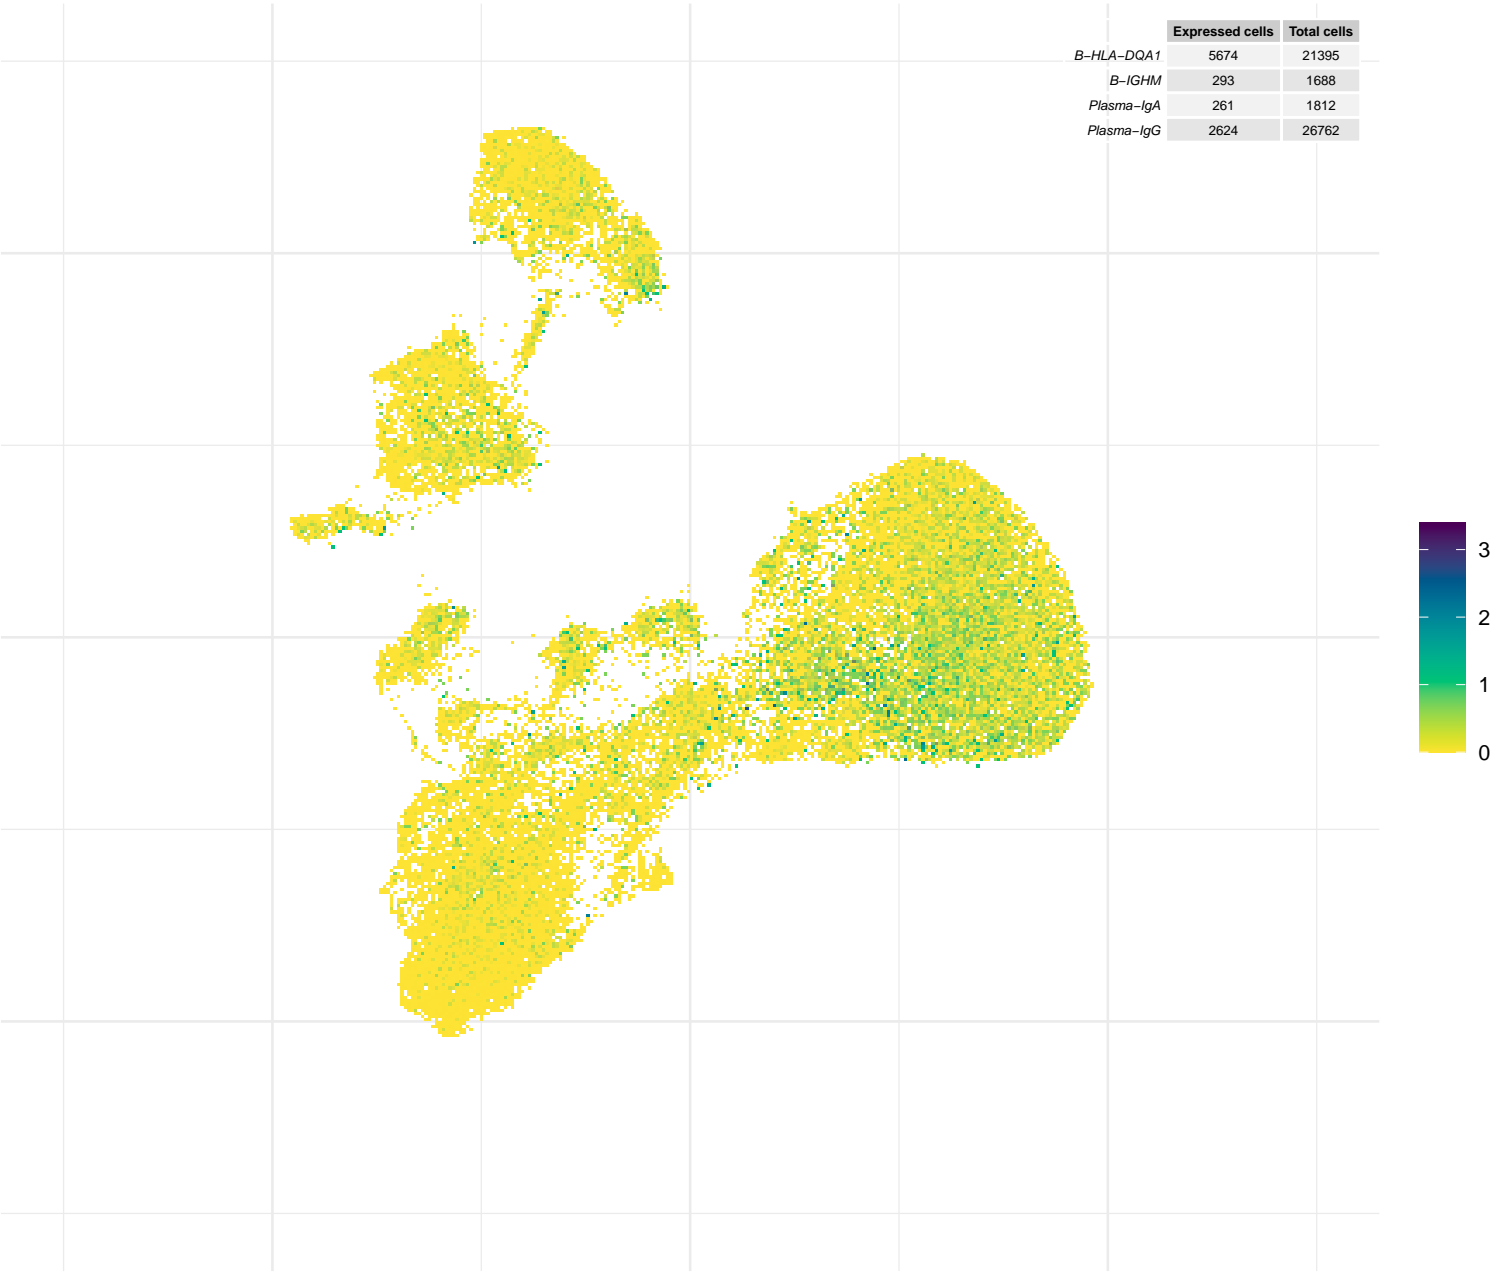 Expressed cells Total cells
B−HLA−DQA1 5674 21395
B−IGHM 293 1688
Plasma−IgA 261 1812
Plasma−IgG 2624 26762
3
2
1
0